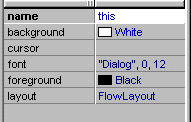 name this
background White
cursor
font "Dialog", 0, 12
foreground Black
layout FlowLayout